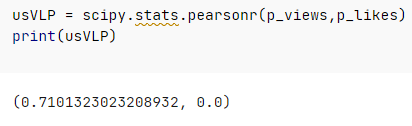 usVLP = scipy.stats.pearsonr(p_views,p_likes)
print(usVLP)
(0.7101323023208932, 0.0)